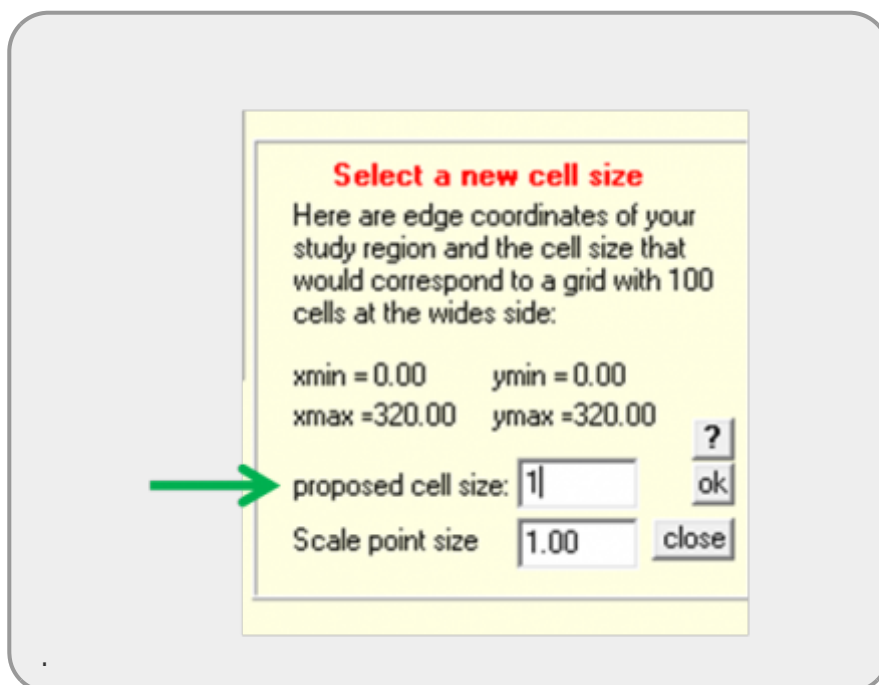 Select a new cell size
Here are edge coordinates of your
study region and the cell size that
would correspond to a grid with 100
cells at the wides side:
xmin = 0.00 ymin = 0.00
xmax =320.00 ymax =320.00
?
proposed cell size: 1 ok
Scale point size 1.00 close
.